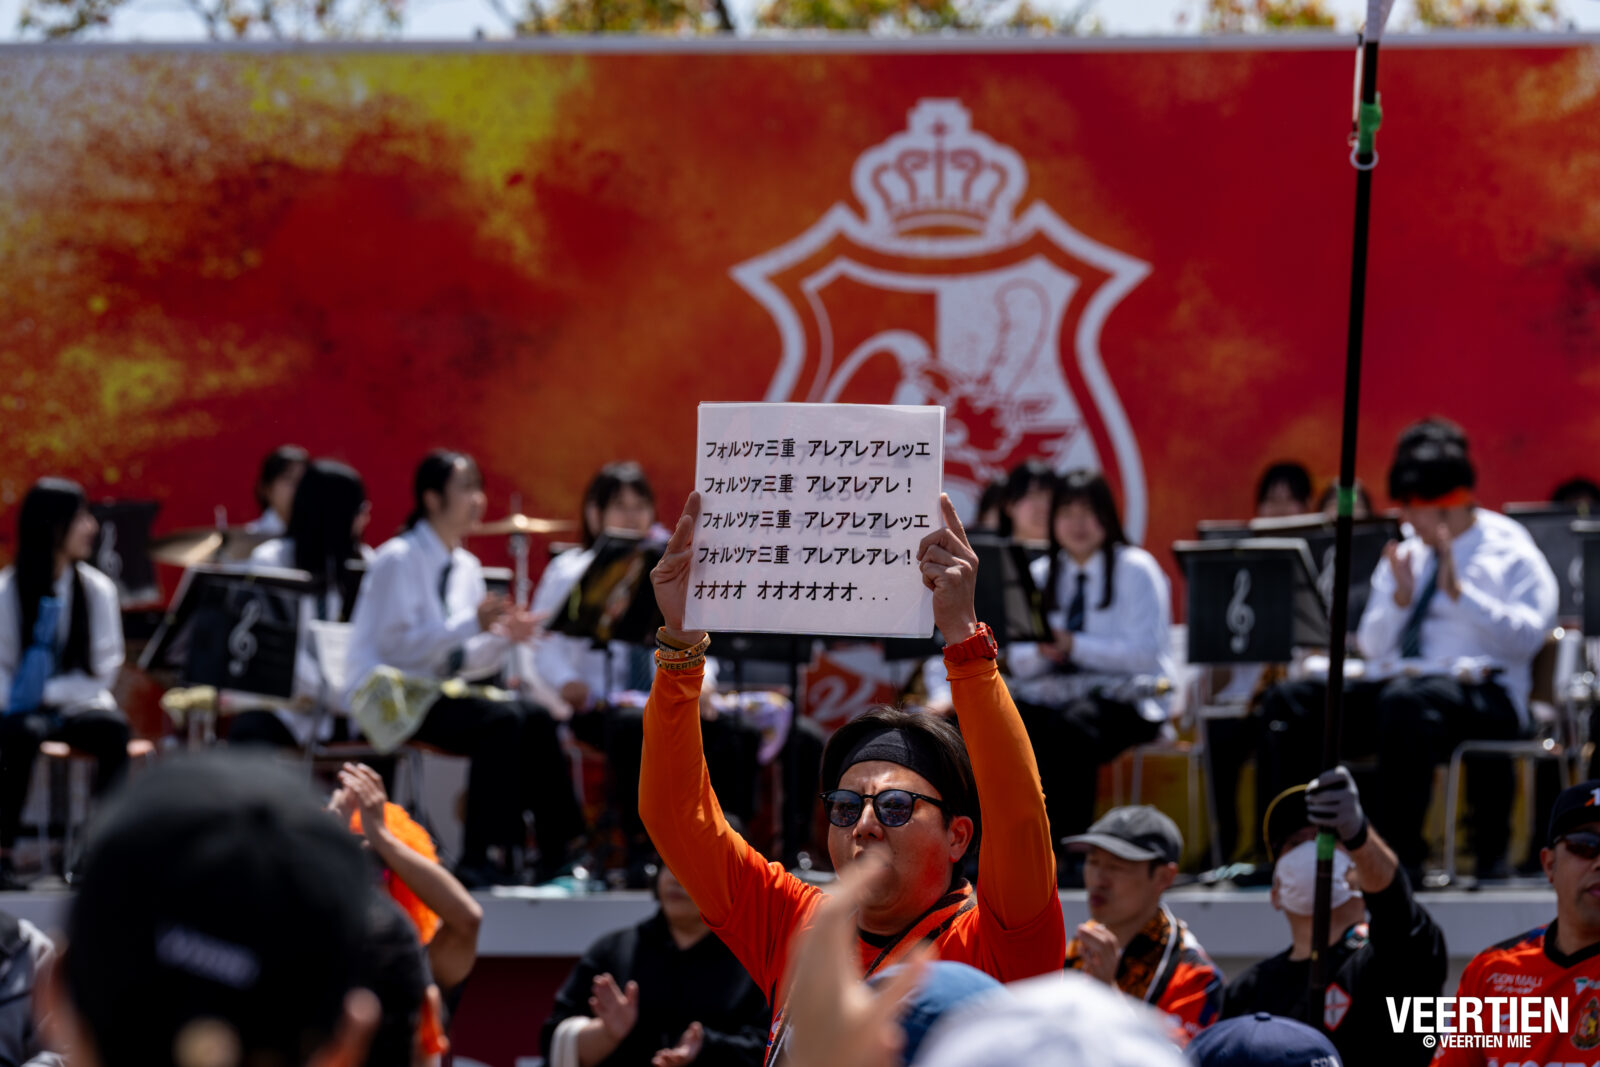 フォルツァ三重 アレアレアレッエ
フォルツァ三重 アレアレアレ！
フォルツァ三重 アレアレアレッエ
フォルツァ三重 アレアレアレ！
オオオオ オオオオオオ...
VEERTIEN
AEON MALL
VEERTIEN
© VEERTIEN MIE